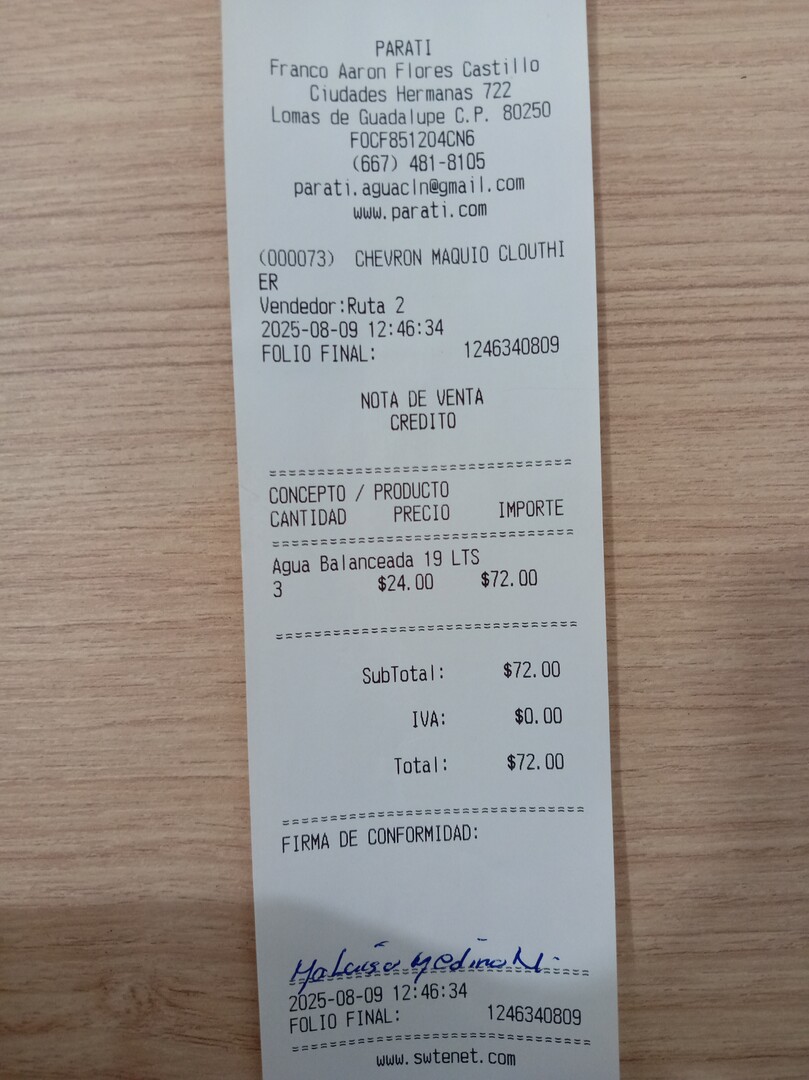 PARATI
Franco Aaron Flores Castillo
Ciudades Hermanas 722
Lomas de Guadalupe C.P. 80250
FOCF851204CN6
(667) 481-8105
parati.aguacln@gmail.com
www.parati.com
(000073) CHEVRON MAQUIO CLOUTHI
ER
Vendedor:Ruta 2
2025-08-09 12:46:34
FOLIO FINAL: 1246340809
NOTA DE VENTA
CREDITO
================================
CONCEPTO / PRODUCTO
CANTIDAD PRECIO IMPORTE
================================
Agua Balanceada 19 LTS
3 $24.00 $72.00
================================
SubTotal: $72.00
IVA: $0.00
Total: $72.00
================================
FIRMA DE CONFORMIDAD:
Ma Luisa Medina M.
================================
2025-08-09 12:46:34
FOLIO FINAL: 1246340809
================================
www.swtenet.com